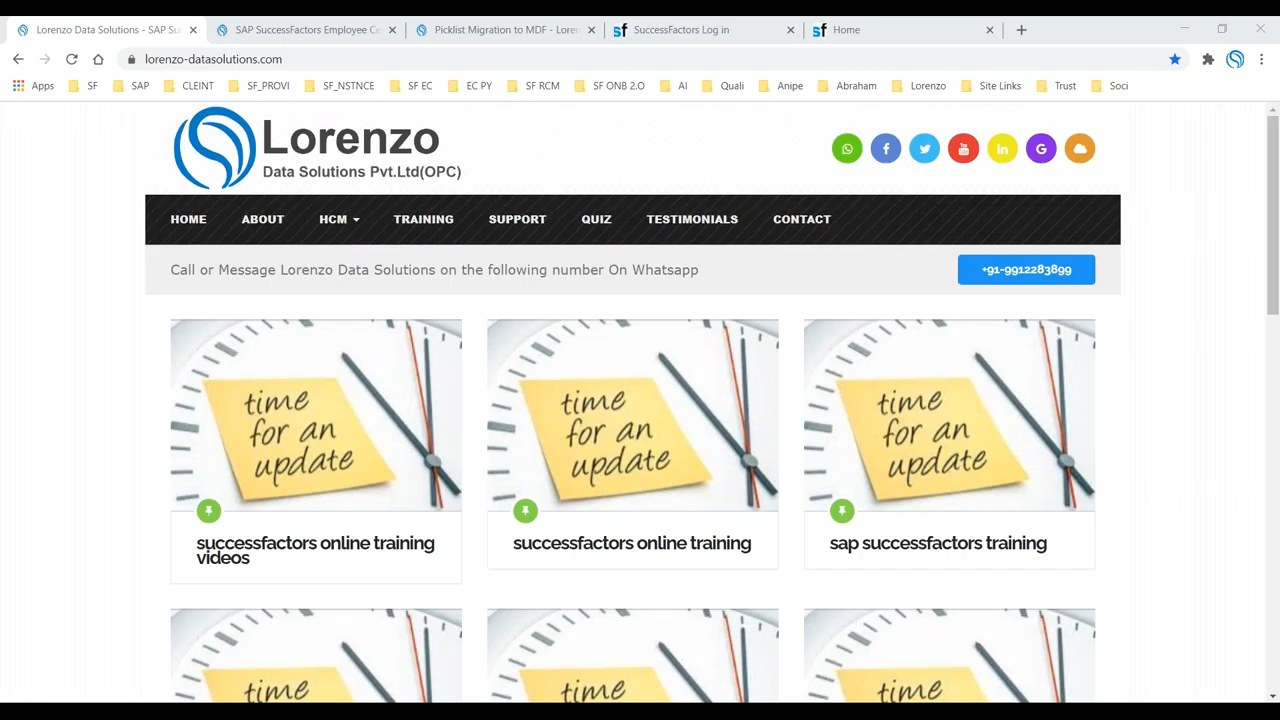 Lorenzo Data Solutions - SAP Su
SAP SuccessFactors Employee Ce
Picklist Migration to MDF - Loren
SuccessFactors Log in
Home
lorenzo-datasolutions.com
Apps
SF
SAP
CLEINT
SF_PROVI
SF_NSTNCE
SF EC
EC PY
SF RCM
SF ONB 2.O
AI
Quali
Anipe
Abraham
Lorenzo
Site Links
Trust
Soci
Lorenzo
Data Solutions Pvt.Ltd(OPC)
HOME
ABOUT
HCM
TRAINING
SUPPORT
QUIZ
TESTIMONIALS
CONTACT
Call or Message Lorenzo Data Solutions on the following number On Whatsapp
+91-9912283899
time
for an
update
time
for an
update
time
for an
update
successfactors online training
videos
successfactors online training
sap successfactors training
time
time
time